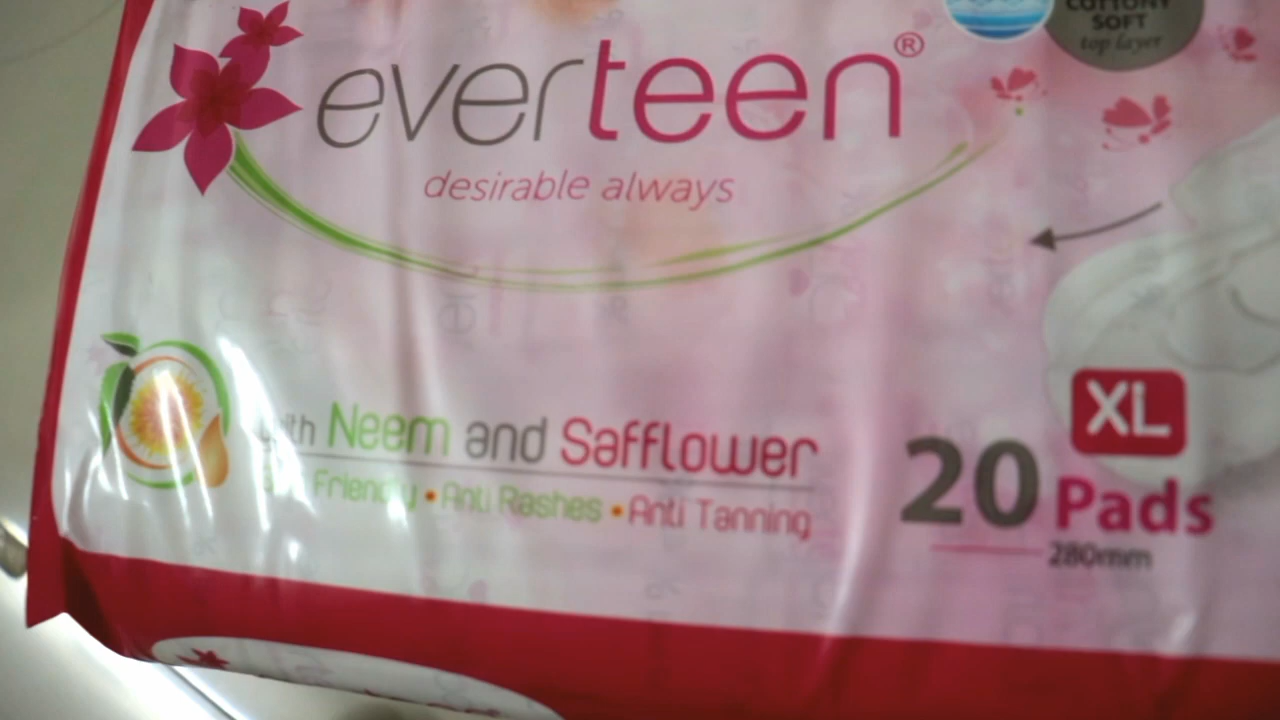 COTTONY
SOFT
top layer
everteen®
desirable always
with Neem and Safflower
Friendly • Anti Rashes • Anti Tanning
XL
20 Pads
280mm